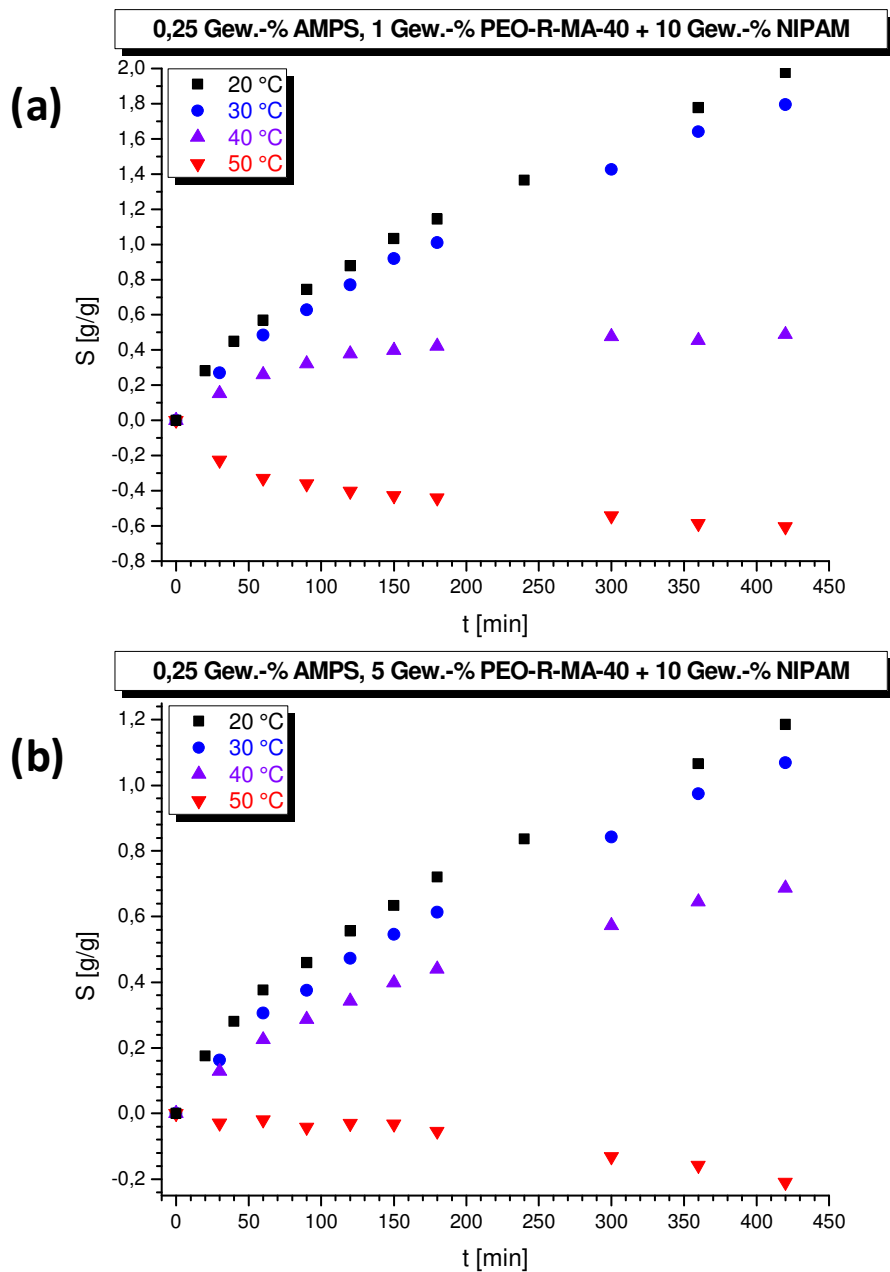 0,25 Gew.-% AMPS, 1 Gew.-% PEO-R-MA-40 + 10 Gew.-% NIPAM
(a)
20 °C
30 °C
40 °C
50 °C
2,0
1,8
1,6
1,4
1,2
1,0
0,8
0,6
0,4
0,2
0,0
-0,2
-0,4
-0,6
-0,8
S [g/g]
0 50 100 150 200 250 300 350 400 450
t [min]
0,25 Gew.-% AMPS, 5 Gew.-% PEO-R-MA-40 + 10 Gew.-% NIPAM
(b)
20 °C
30 °C
40 °C
50 °C
1,2
1,0
0,8
0,6
0,4
0,2
0,0
-0,2
S [g/g]
0 50 100 150 200 250 300 350 400 450
t [min]